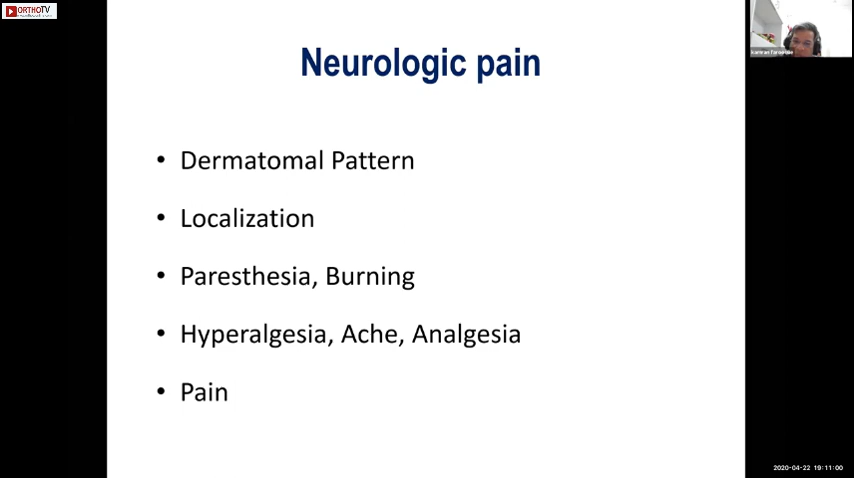 ORTHOTV
Neurologic pain
• Dermatomal Pattern
• Localization
• Paresthesia, Burning
• Hyperalgesia, Ache, Analgesia
• Pain
2020-04-22 19:11:00